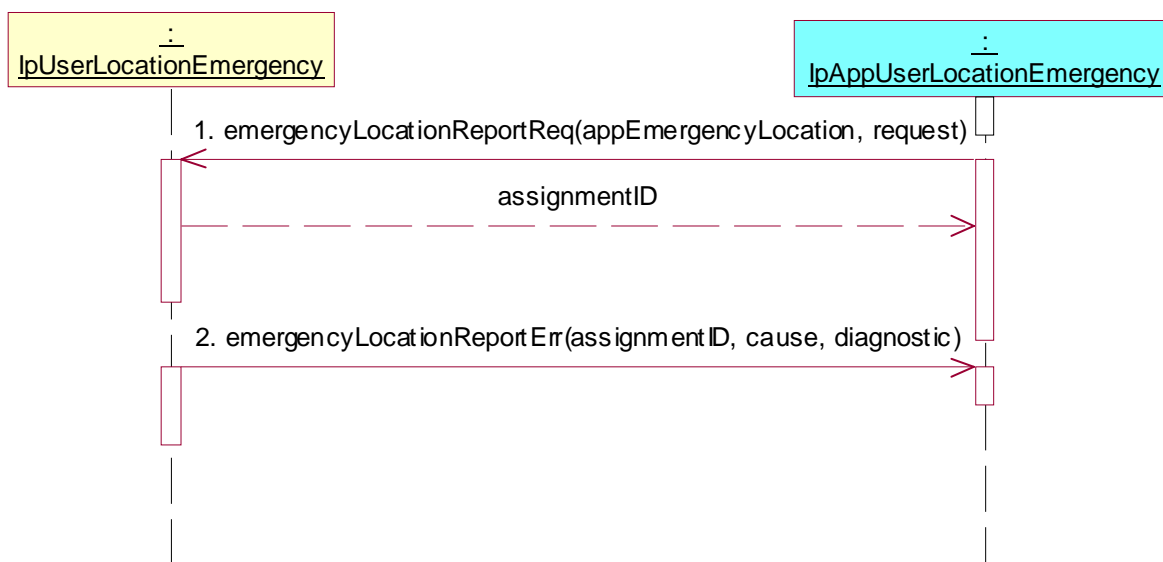 :
IpUserLocationEmergency
:
IpAppUserLocationEmergency
1. emergencyLocationReportReq(appEmergencyLocation, request)
assignmentID
2. emergencyLocationReportErr(assignmentID, cause, diagnostic)